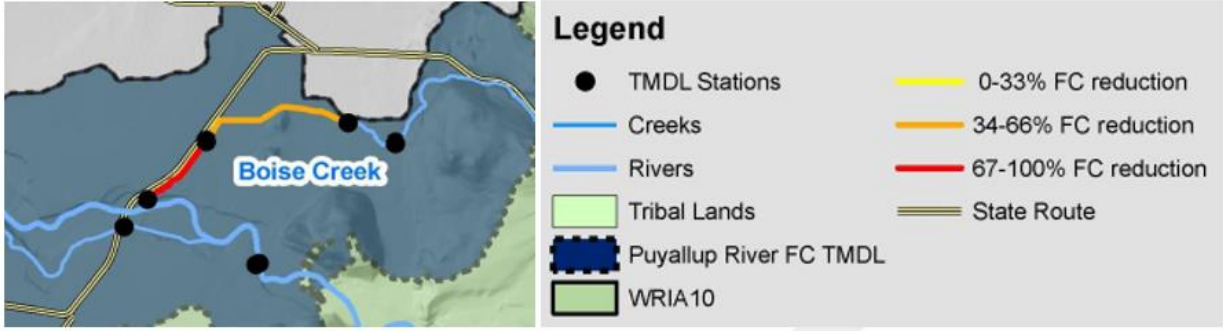 Boise Creek
Legend
TMDL Stations
Creeks
Rivers
Tribal Lands
Puyallup River FC TMDL
WRIA10
0-33% FC reduction
34-66% FC reduction
67-100% FC reduction
State Route